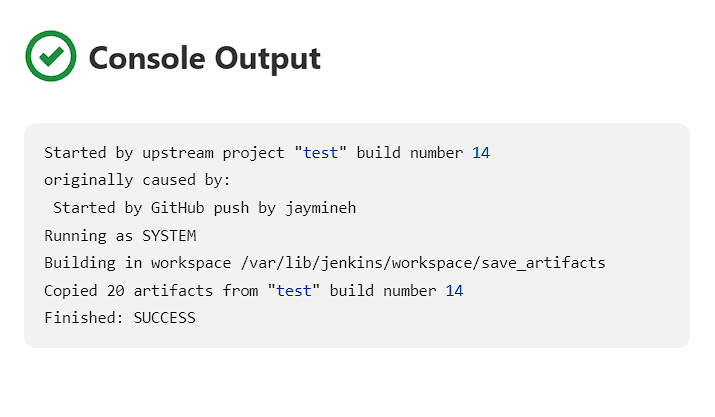 Console Output
Started by upstream project "test" build number 14
originally caused by:
 Started by GitHub push by jaymineh
Running as SYSTEM
Building in workspace /var/lib/jenkins/workspace/save_artifacts
Copied 20 artifacts from "test" build number 14
Finished: SUCCESS